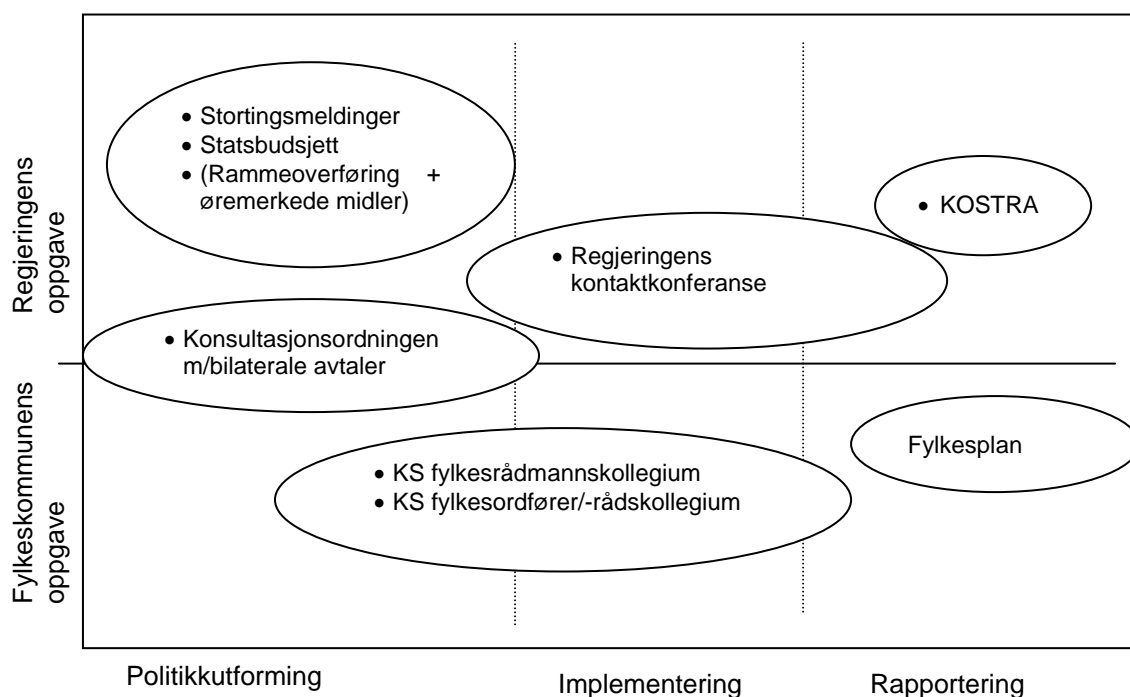 Regjeringens
oppgave
• Stortingsmeldinger
• Statsbudsjett
• (Rammeoverføring +
øremerkede midler)
• KOSTRA
• Regjeringens
kontaktkonferanse
• Konsultasjonsordningen
m/bilaterale avtaler
Fylkeskommunens
oppgave
• KS fylkesrådmannskollegium
• KS fylkesordfører/-rådskollegium
Fylkesplan
Politikkutforming
Implementering
Rapportering